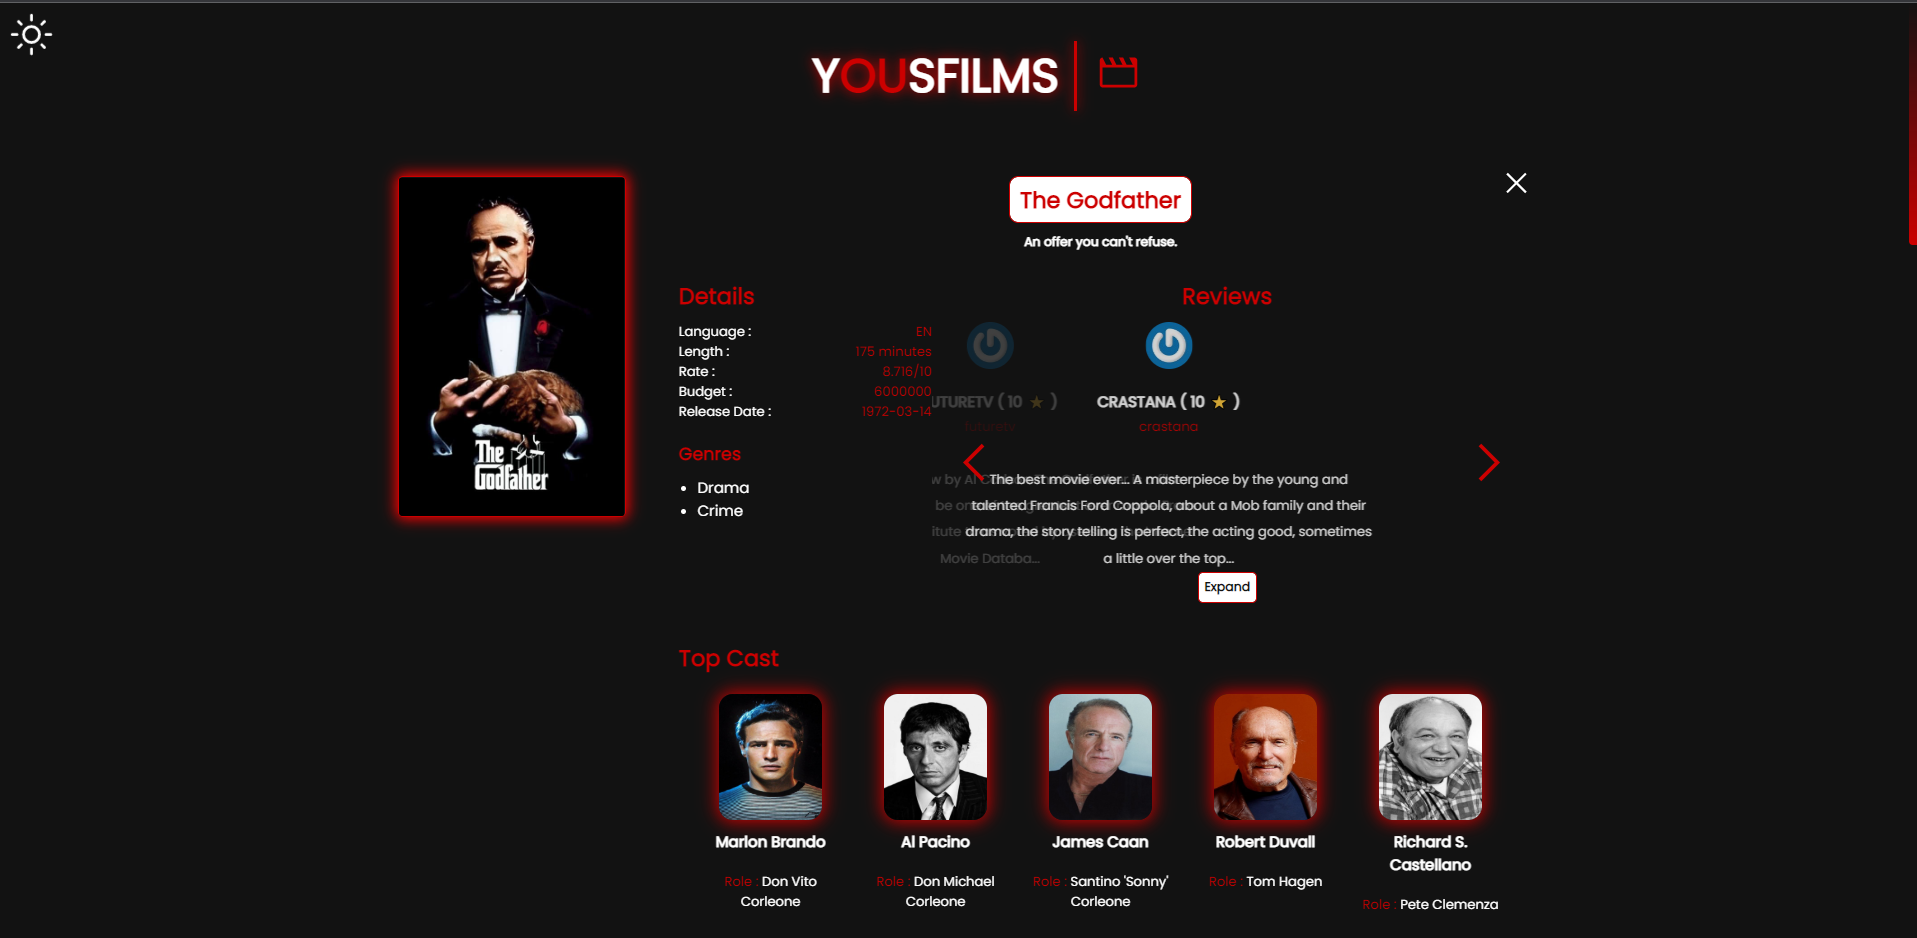 YOUSFILMS
The Godfather
An offer you can't refuse.
The
Godfather
Details
Language : EN
Length : 175 minutes
Rate : 8.716/10
Budget : 6000000
Release Date : 1972-03-14
Genres
Drama
Crime
Reviews
UTURETV ( 10 ★ )
futuretv
w by Al
be one
itute
Movie Databa...
CRASTANA ( 10 ★ )
crastana
The best movie ever... A masterpiece by the young and
talented Francis Ford Coppola, about a Mob family and their
drama, the story telling is perfect, the acting good, sometimes
a little over the top...
Expand
Top Cast
Marlon Brando
Role : Don Vito
Corleone
Al Pacino
Role : Don Michael
Corleone
James Caan
Role : Santino 'Sonny'
Corleone
Robert Duvall
Role : Tom Hagen
Richard S.
Castellano
Role : Pete Clemenza